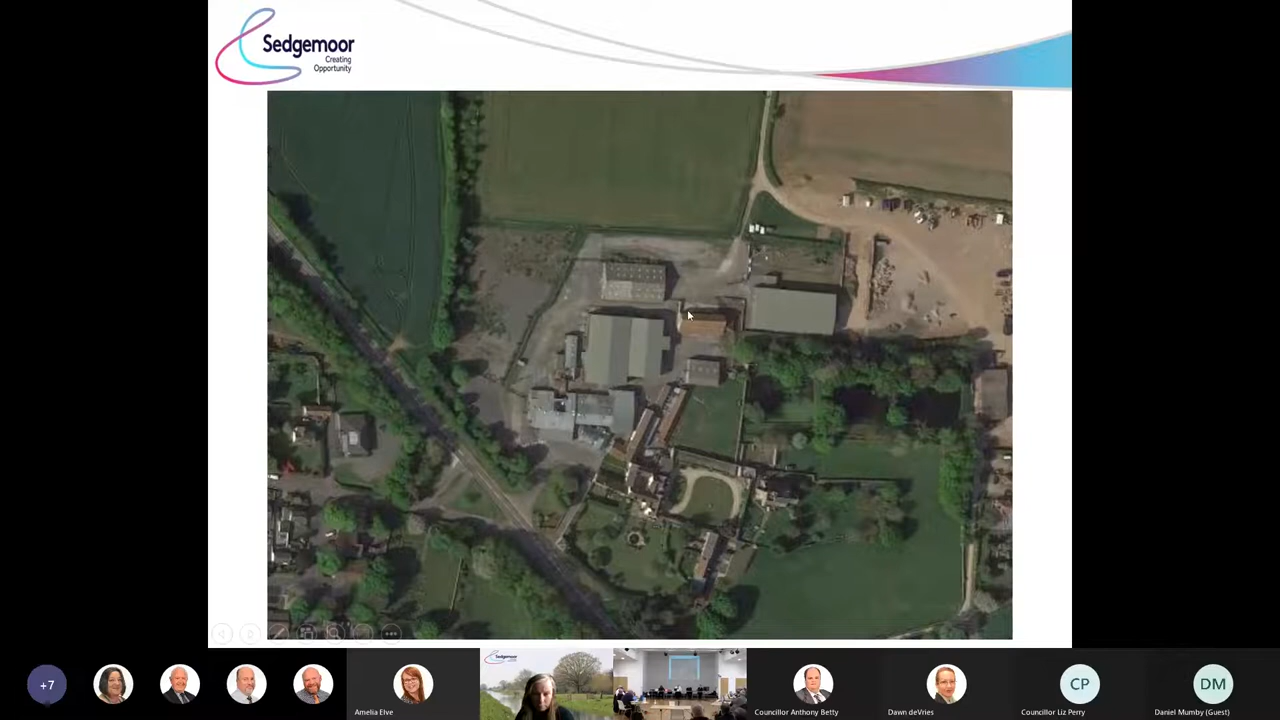 Sedgemoor
Creating
Opportunity
+7
Amelia Elve
Sedgemoor
Councillor Anthony Betty
Dawn deVries
CP
Councillor Liz Perry
DM
Daniel Mumby (Guest)